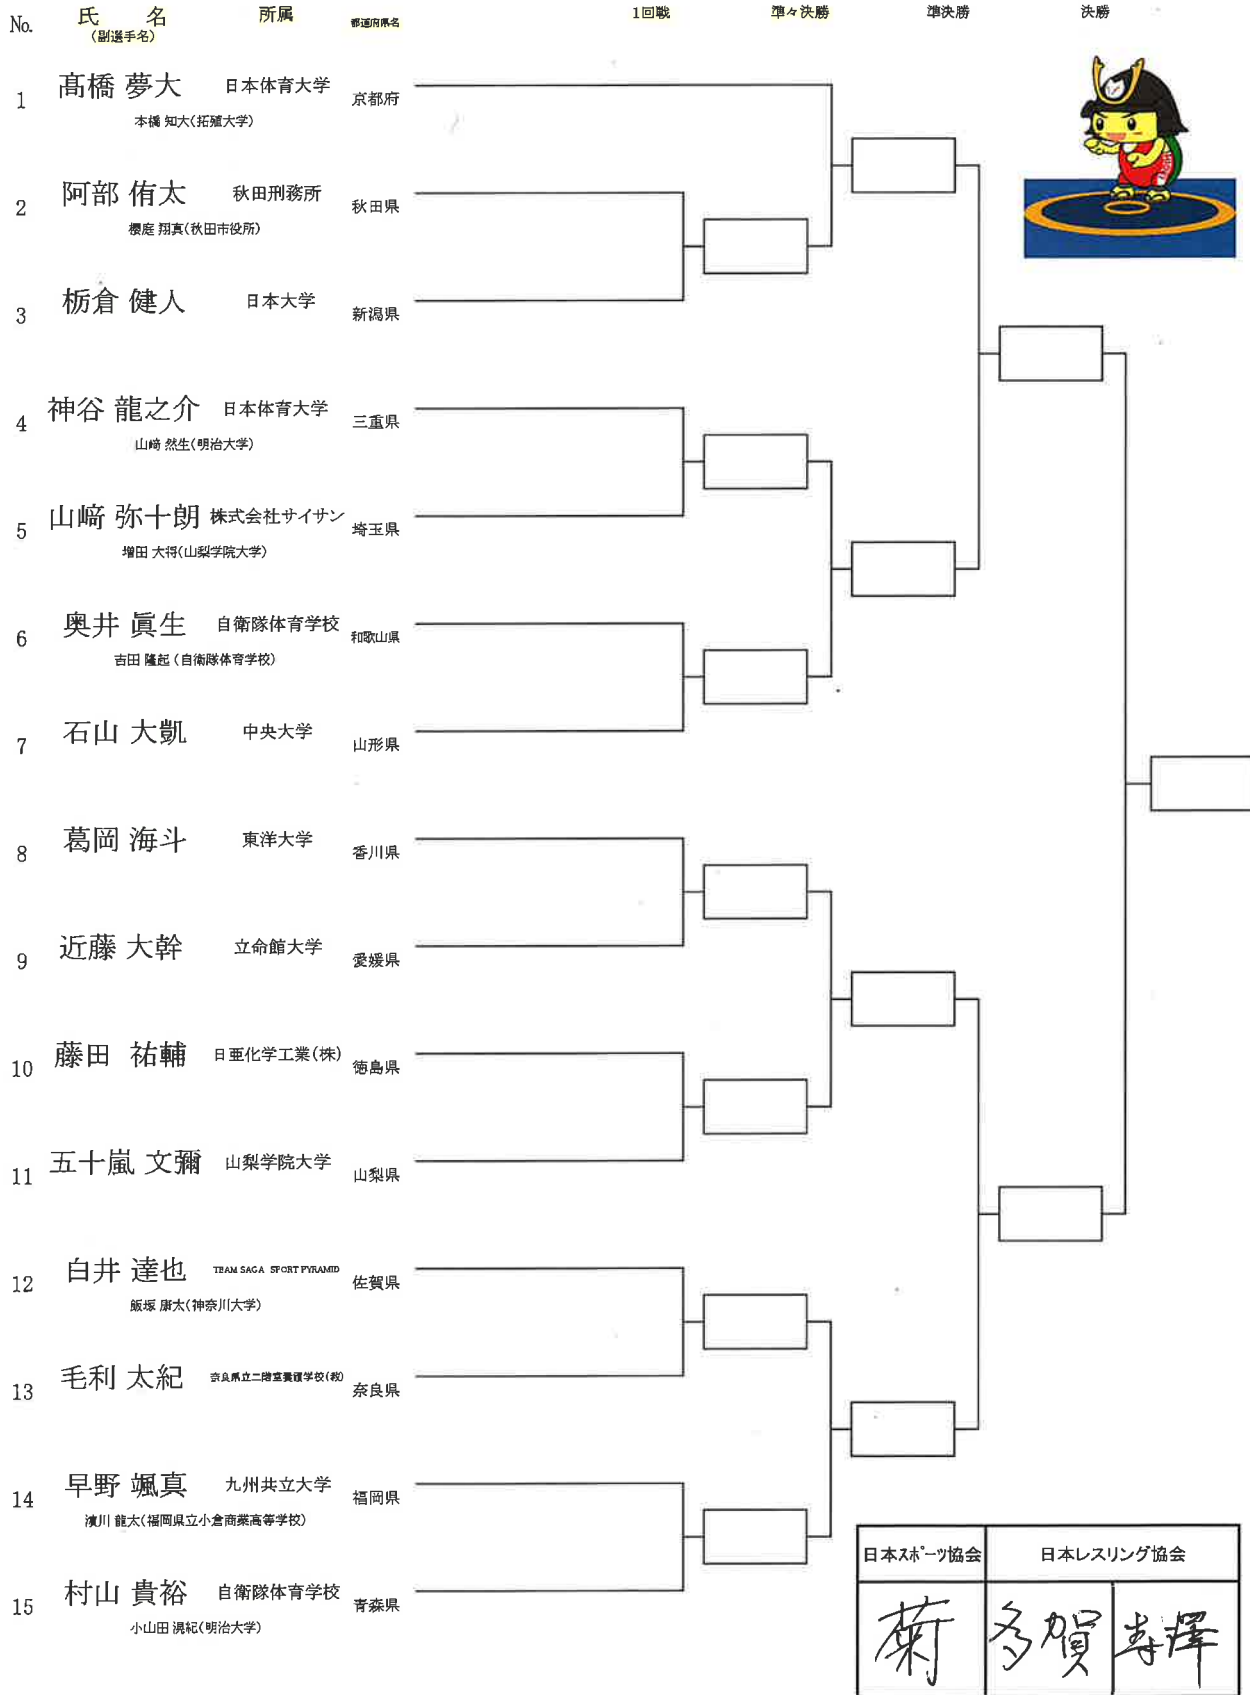 No. 氏 名 所属 都道府県名 1回戦 準々決勝 準決勝 決勝
(副選手名)
1 髙橋 夢大 日本体育大学 京都府
本橋 知大(拓殖大学)
2 阿部 侑太 秋田刑務所 秋田県
櫻庭 翔真(秋田市役所)
3 栃倉 健人 日本大学 新潟県
4 神谷 龍之介 日本体育大学 三重県
山崎 然生(明治大学)
5 山﨑 弥十朗 株式会社サイサン 埼玉県
増田 大将(山梨学院大学)
6 奥井 眞生 自衛隊体育学校 和歌山県
吉田 隆起(自衛隊体育学校)
7 石山 大凱 中央大学 山形県
8 葛岡 海斗 東洋大学 香川県
9 近藤 大幹 立命館大学 愛媛県
10 藤田 祐輔 日亜化学工業(株) 徳島県
11 五十嵐 文彌 山梨学院大学 山梨県
12 白井 達也 TEAM SAGA SPORT PYRAMID 佐賀県
飯塚 康太(神奈川大学)
13 毛利 太紀 奈良県立二階堂養護学校(教) 奈良県
14 早野 颯真 九州共立大学 福岡県
濵川 龍太(福岡県立小倉商業高等学校)
15 村山 貴裕 自衛隊体育学校 青森県
小山田 滉紀(明治大学)
日本スポーツ協会 日本レスリング協会
菊 多賀